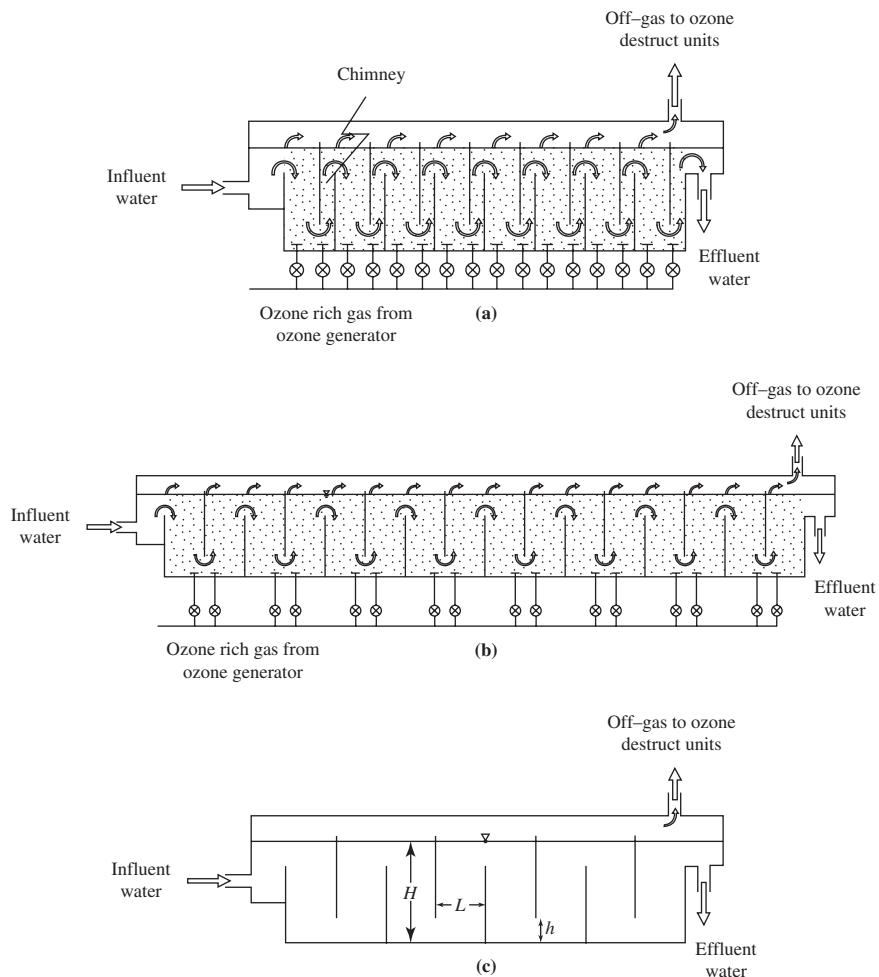 Off–gas to ozone
destruct units
Chimney
Influent
water
Effluent
water
Ozone rich gas from
ozone generator
(a)
Off–gas to ozone
destruct units
Influent
water
Effluent
water
Ozone rich gas from
ozone generator
(b)
Off–gas to ozone
destruct units
Influent
water
H
L
h
Effluent
water
(c)